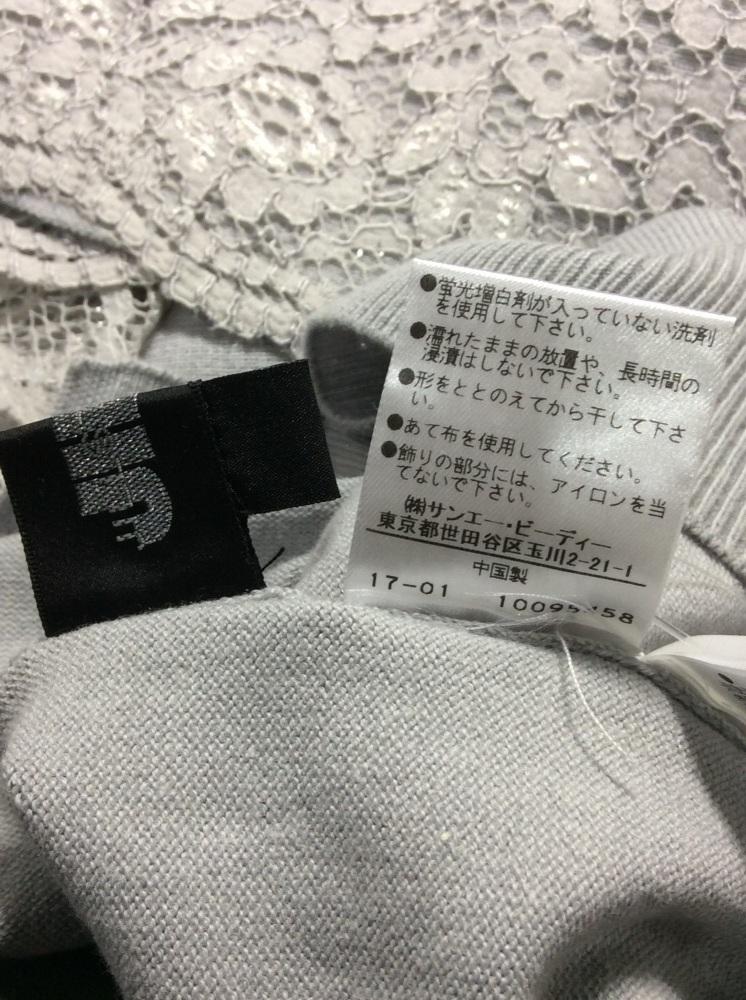 ●蛍光増白剤が入っていない洗剤
を使用して下さい。
●濡れたままの放置や、長時間の
浸漬はしないで下さい。
●形をととのえてから干して下さ
い。
●あて布を使用してください。
●飾りの部分には、アイロンを当
てないで下さい。
㈱サンエー・ビーディー
東京都世田谷区玉川2-21-1
中国製
17-01